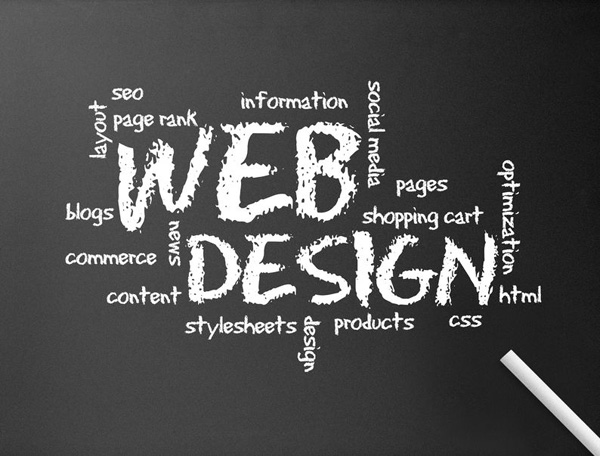 seo
layout
page rank
information
social media
WEB
pages
optimization
blogs
shopping cart
news
commerce
DESIGN
content
html
stylesheets
design
products
css